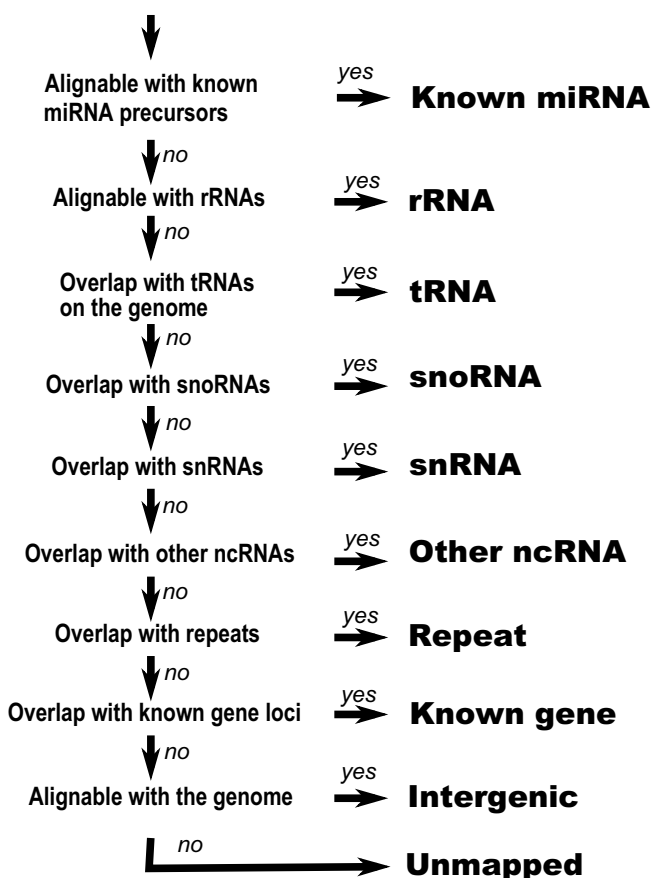 Alignable with known
miRNA precursors
yes
Known miRNA
no
Alignable with rRNAs
yes
rRNA
no
Overlap with tRNAs
on the genome
yes
tRNA
no
Overlap with snoRNAs
yes
snoRNA
no
Overlap with snRNAs
yes
snRNA
no
Overlap with other ncRNAs
yes
Other ncRNA
no
Overlap with repeats
yes
Repeat
no
Overlap with known gene loci
yes
Known gene
no
Alignable with the genome
yes
Intergenic
no
Unmapped